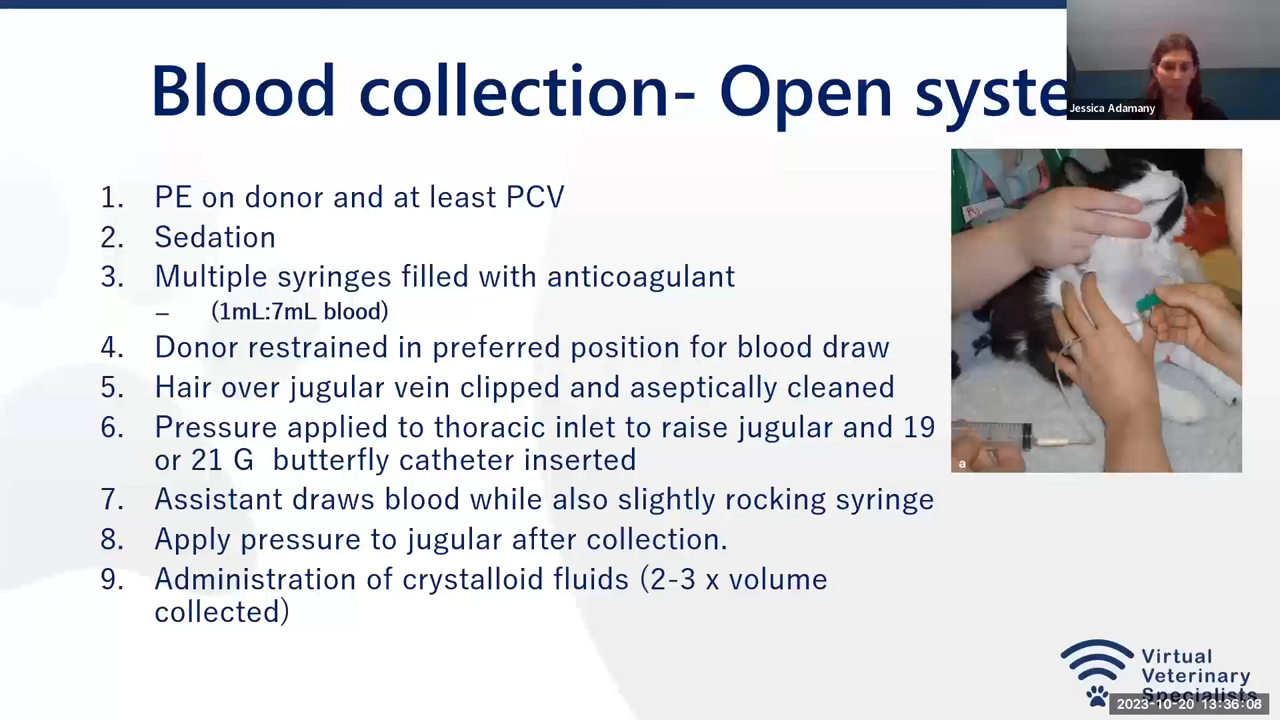 Blood collection- Open syste
Jessica Adamany
1. PE on donor and at least PCV
2. Sedation
3. Multiple syringes filled with anticoagulant
– (1mL:7mL blood)
4. Donor restrained in preferred position for blood draw
5. Hair over jugular vein clipped and aseptically cleaned
6. Pressure applied to thoracic inlet to raise jugular and 19
or 21 G butterfly catheter inserted
7. Assistant draws blood while also slightly rocking syringe
8. Apply pressure to jugular after collection.
9. Administration of crystalloid fluids (2-3 x volume
collected)
a
Virtual
Veterinary
Specialists
2023-10-20 13:36:08